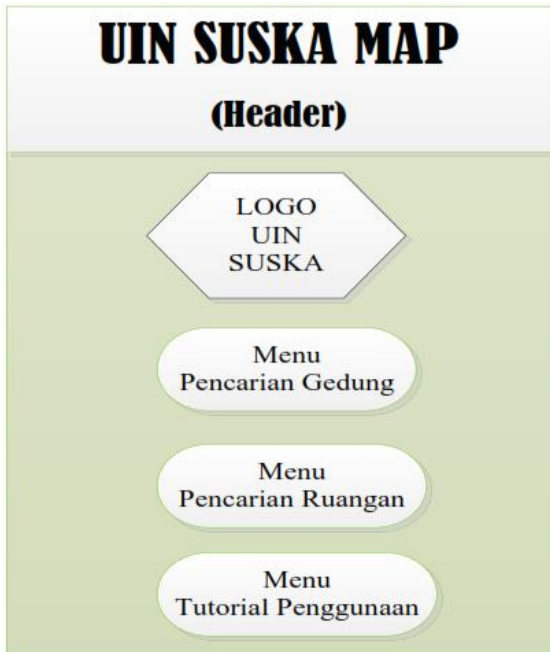 UIN SUSKA MAP
(Header)
LOGO
UIN
SUSKA
Menu
Pencarian Gedung
Menu
Pencarian Ruangan
Menu
Tutorial Penggunaan